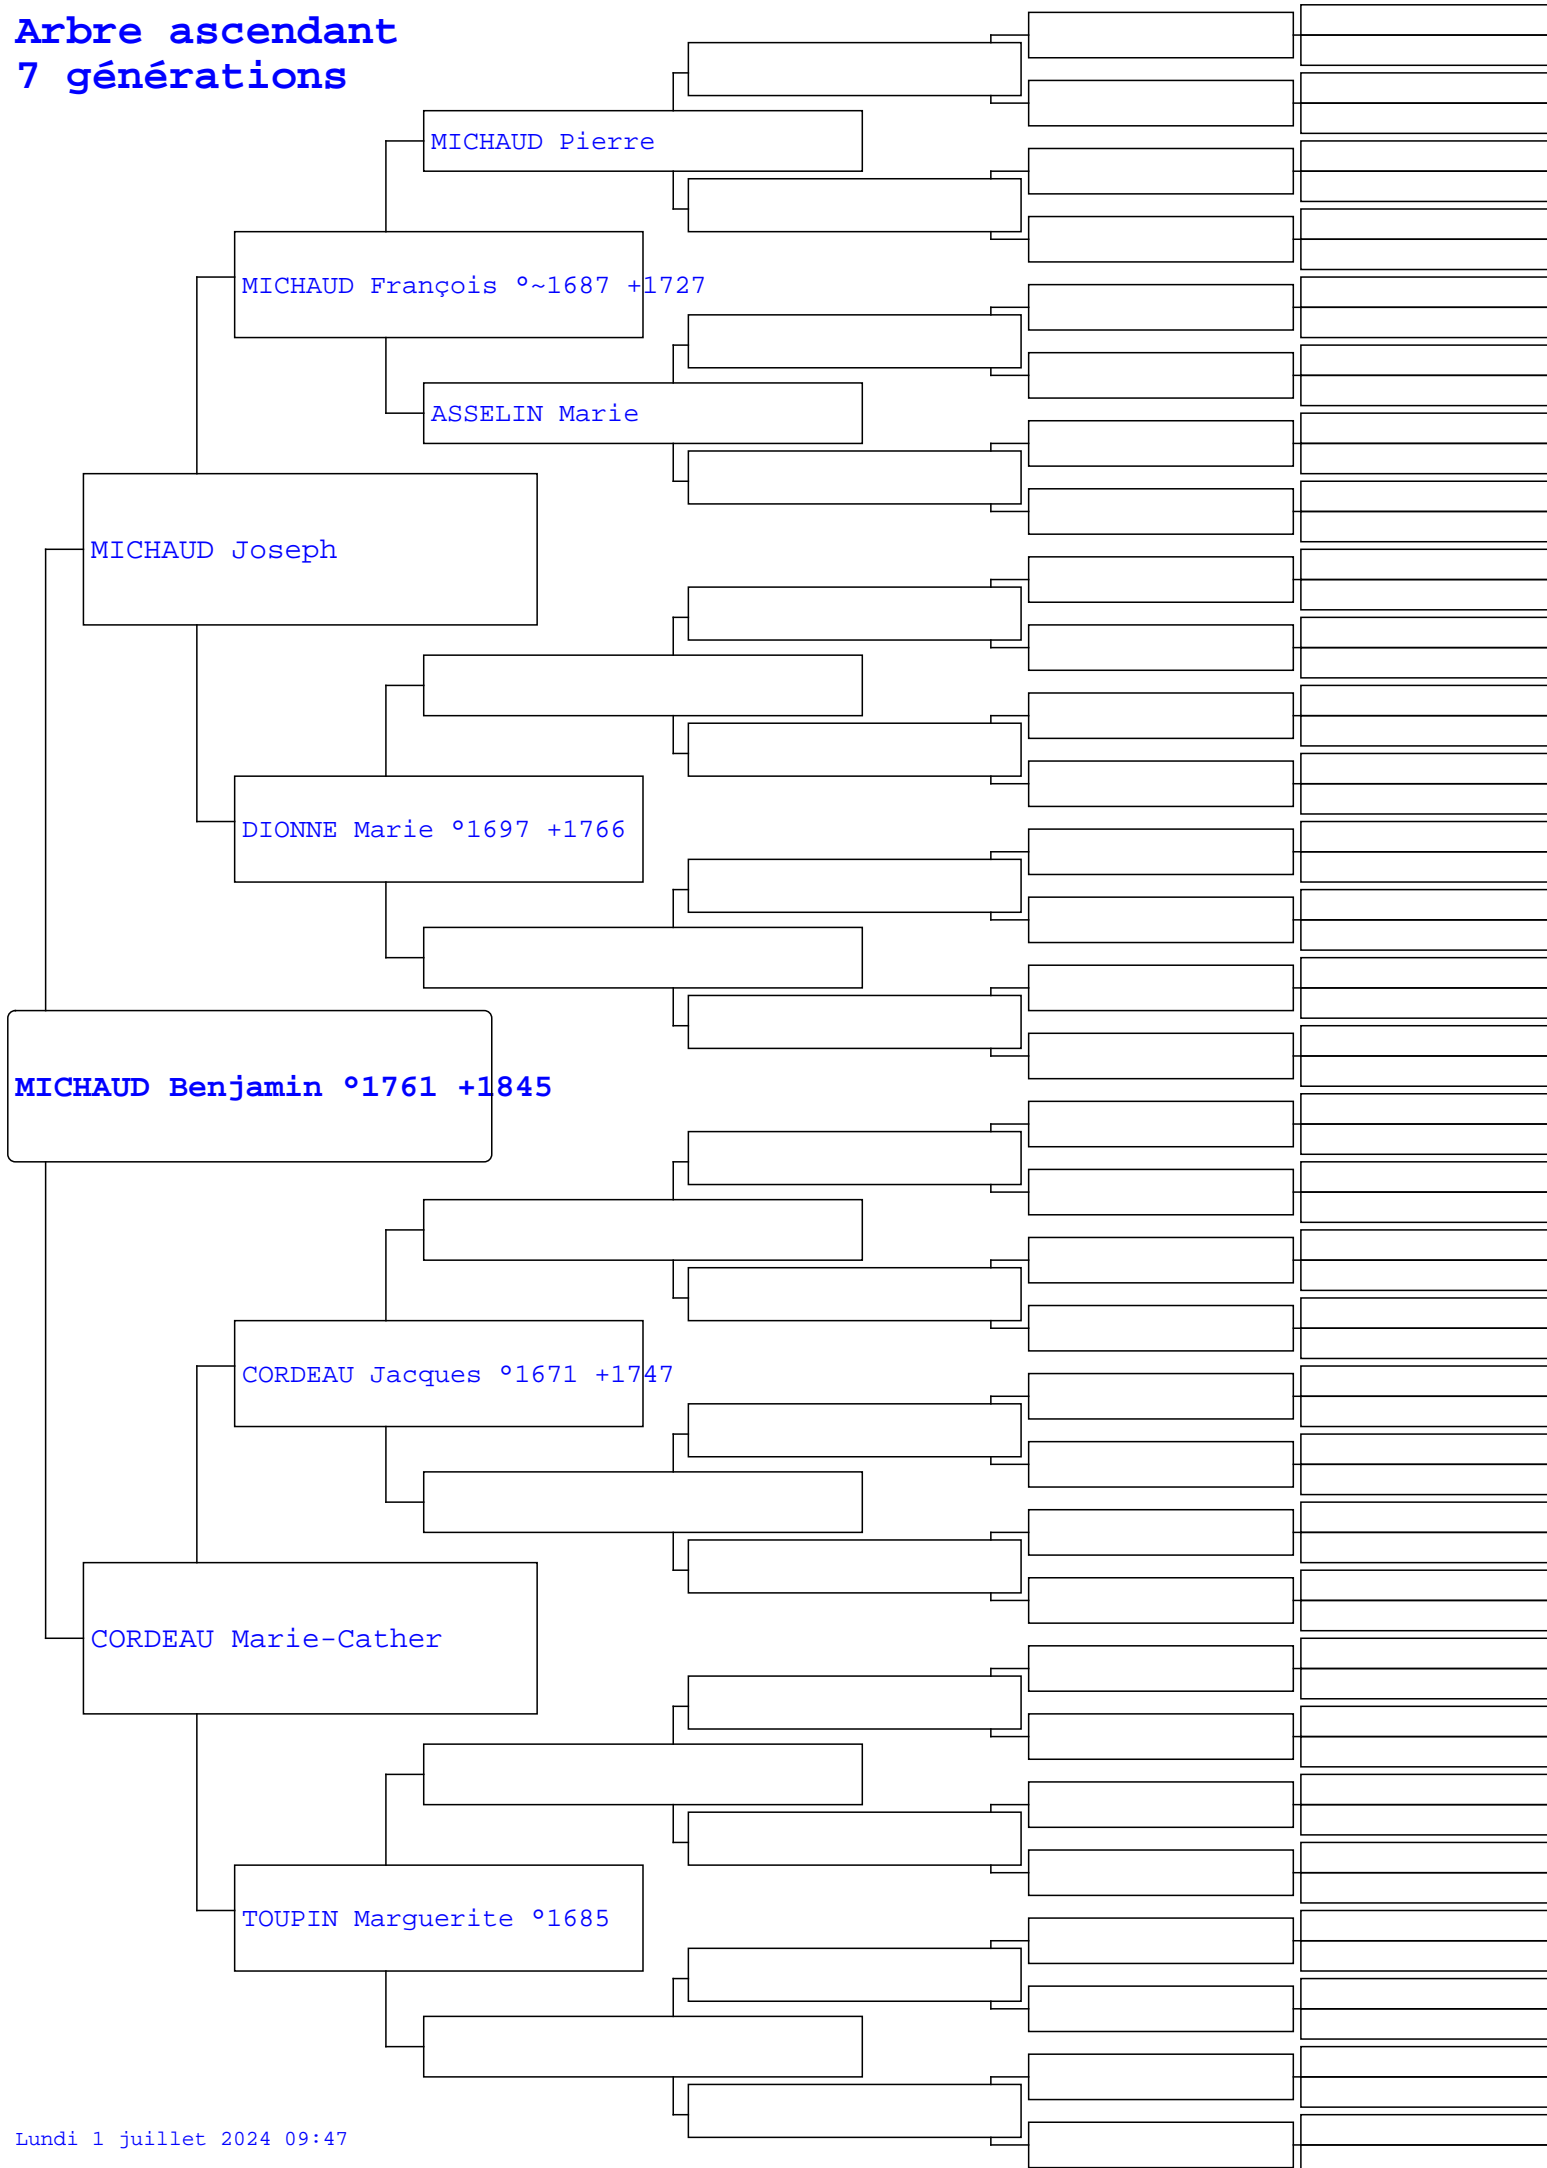 Arbre ascendant
7 générations
MICHAUD Pierre
MICHAUD François °~1687 +1727
ASSELIN Marie
MICHAUD Joseph
DIONNE Marie °1697 +1766
MICHAUD Benjamin °1761 +1845
CORDEAU Jacques °1671 +1747
CORDEAU Marie-Cather
TOUPIN Marguerite °1685
Lundi 1 juillet 2024 09:47